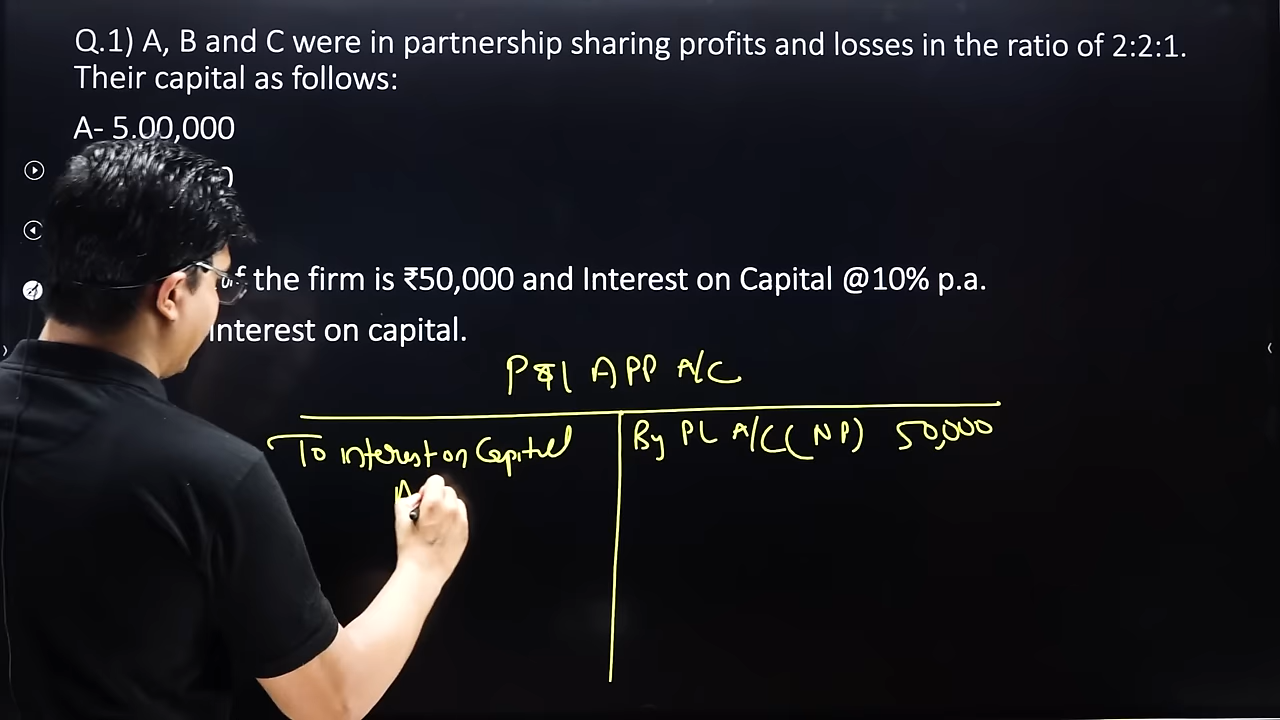 Q.1) A, B and C were in partnership sharing profits and losses in the ratio of 2:2:1.
Their capital as follows:
A- 5.00,000
0
the firm is ₹50,000 and Interest on Capital @10% p.a.
interest on capital.
P&l APP A/C
To interest on Capital
By PL A/C (NP) 50,000
A